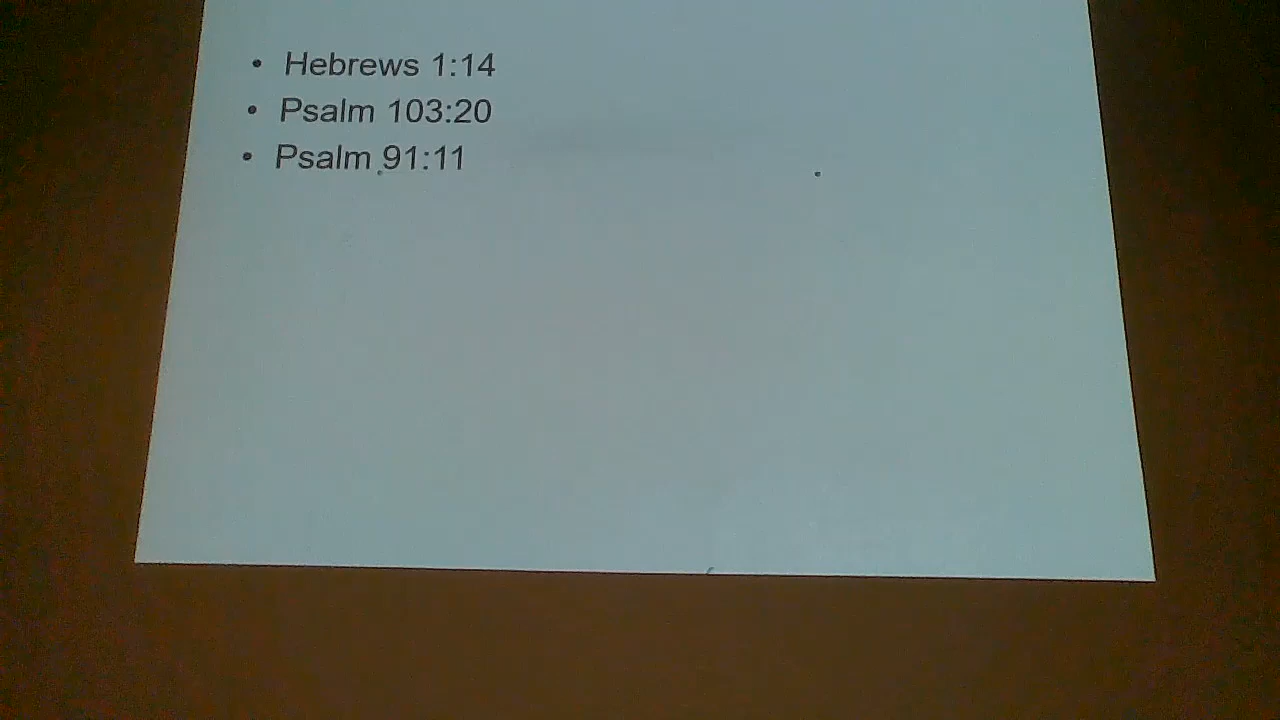 • Hebrews 1:14
• Psalm 103:20
• Psalm 91:11